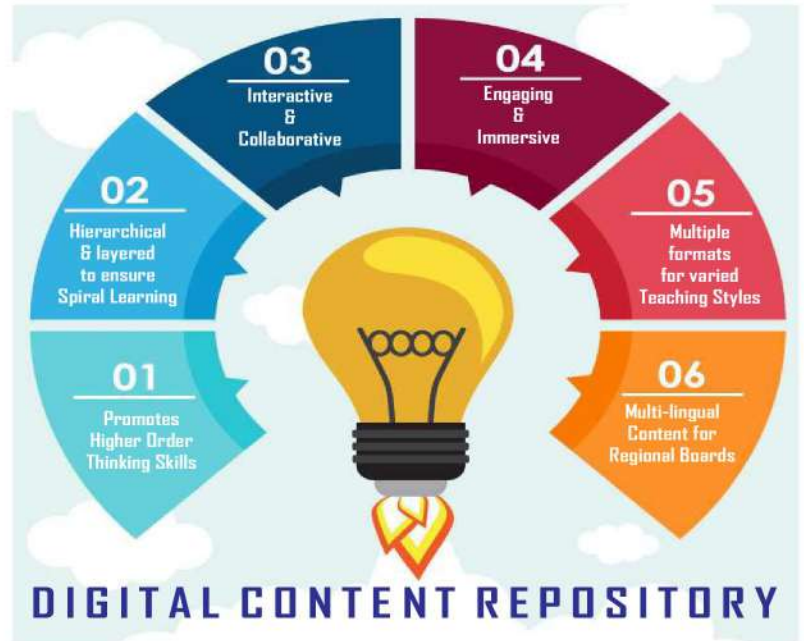 01
Promotes
Higher Order
Thinking Skills
02
Hierarchical
& layered
to ensure
Spiral Learning
03
Interactive
&
Collaborative
04
Engaging
&
Immersive
05
Multiple
formats
for varied
Teaching Styles
06
Multi-lingual
Content for
Regional Boards
DIGITAL CONTENT REPOSITORY